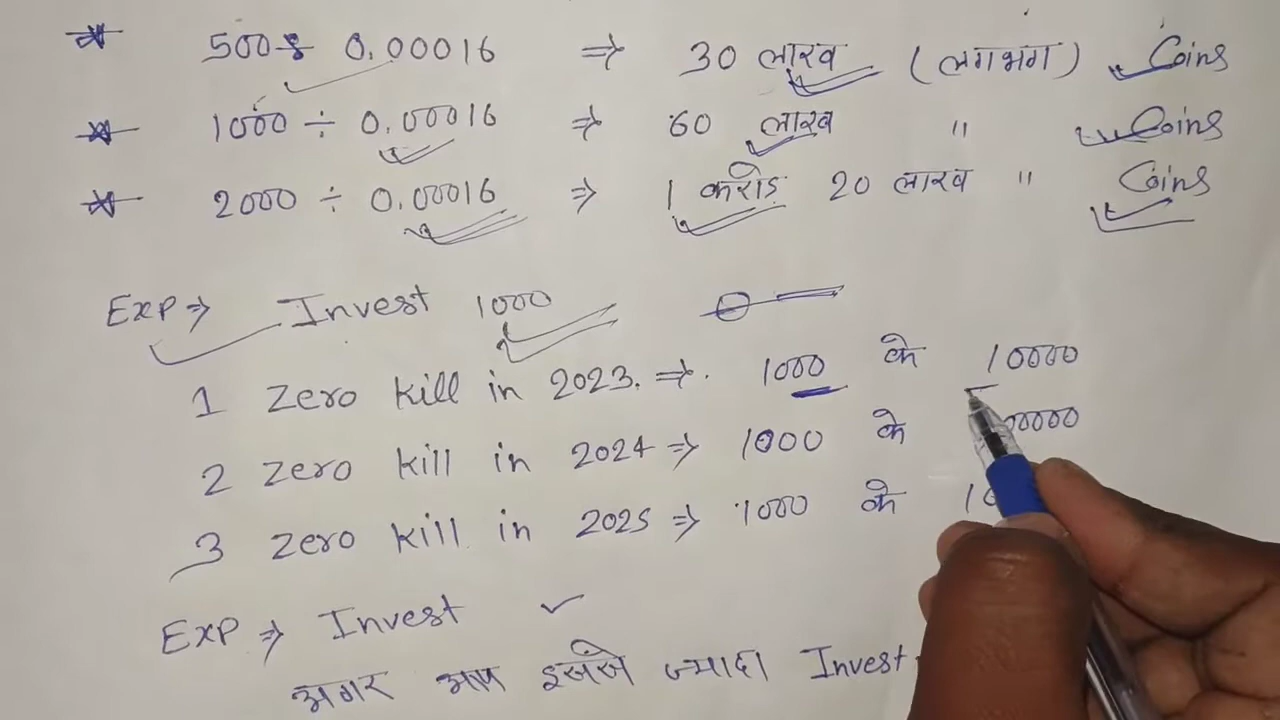 500 ÷ 0.00016 ⇒ 30 लाख (लगभग) Coins
1000 ÷ 0.00016 ⇒ 60 लाख " Coins
2000 ÷ 0.00016 ⇒ 1 करोड़ 20 लाख " Coins
Exp ⇒ Invest 1000
1 Zero kill in 2023. ⇒ 1000 के 10000
2 Zero kill in 2024 ⇒ 1000 के
3 Zero kill in 2025 ⇒ 1000 के
Exp ⇒ Invest ✓
अगर आप इससे ज्यादा Invest